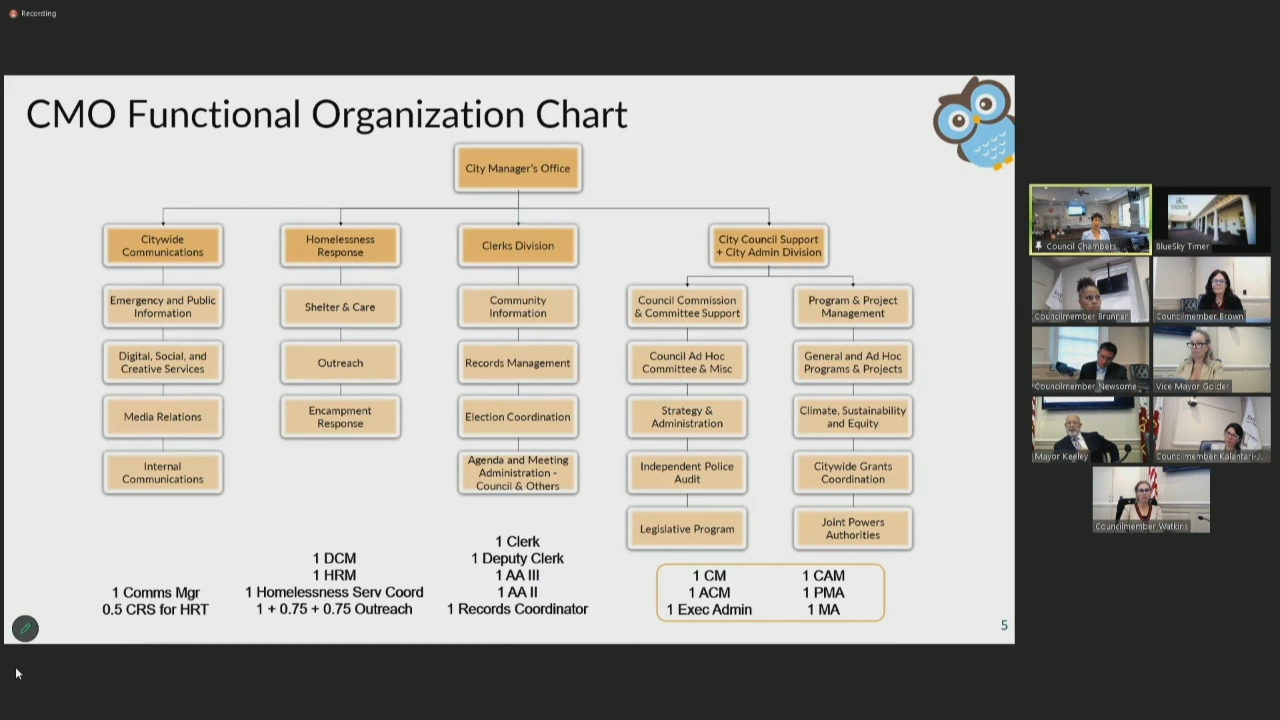 Recording
CMO Functional Organization Chart
City Manager's Office
Citywide
Communications
Homelessness
Response
Clerks Division
City Council Support
+ City Admin Division
Emergency and Public
Information
Shelter & Care
Community
Information
Council Commission
& Committee Support
Program & Project
Management
Digital, Social, and
Creative Services
Outreach
Records Management
Council Ad Hoc
Committee & Misc
General and Ad Hoc
Programs & Projects
Media Relations
Encampment
Response
Election Coordination
Strategy &
Administration
Climate, Sustainability
and Equity
Internal
Communications
Agenda and Meeting
Administration -
Council & Others
Independent Police
Audit
Citywide Grants
Coordination
Legislative Program
Joint Powers
Authorities
1 Comms Mgr
0.5 CRS for HRT
1 DCM
1 HRM
1 Homelessness Serv Coord
1 + 0.75 + 0.75 Outreach
1 Clerk
1 Deputy Clerk
1 AA III
1 AA II
1 Records Coordinator
1 CM
1 ACM
1 Exec Admin
1 CAM
1 PMA
1 MA
5
Council Chambers
BlueSky Timer
Councilmember Brunner
Councilmember Brown
Councilmember Newsome
Vice Mayor Golder
Mayor Keeley
Councilmember Kalantari-J...
Councilmember Watkins